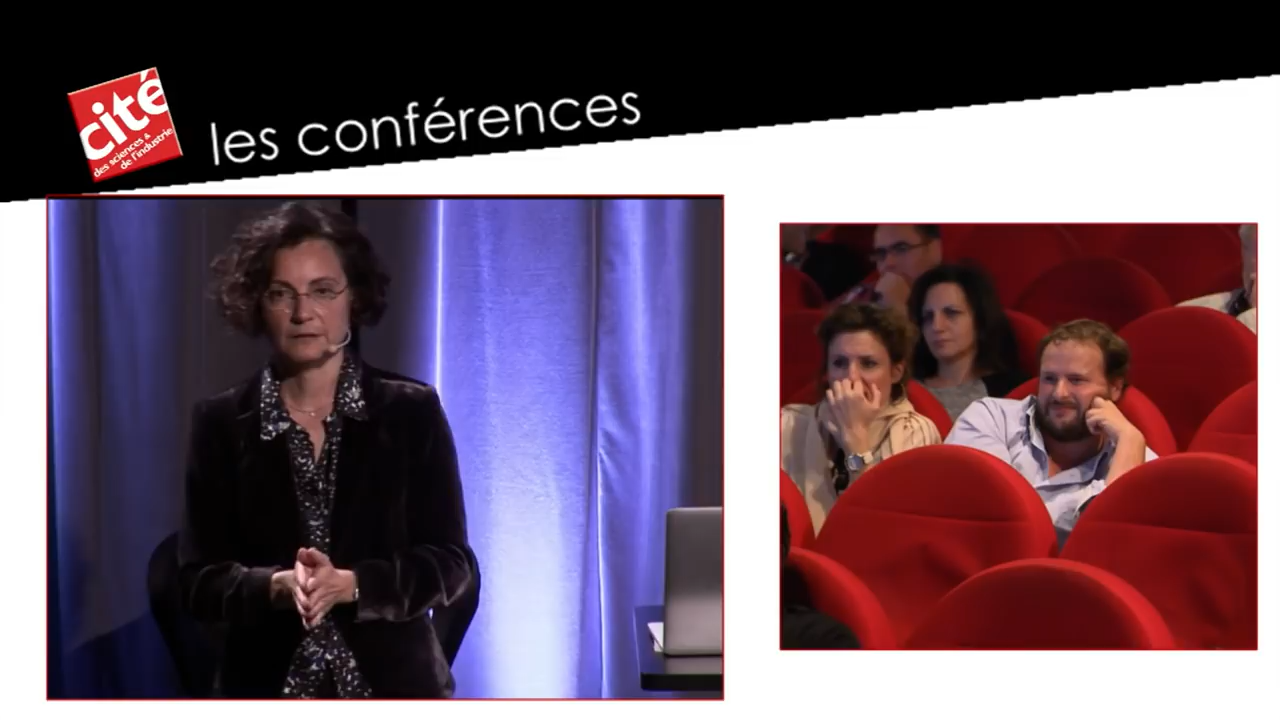 cité
des sciences &
de l'industrie
les conférences